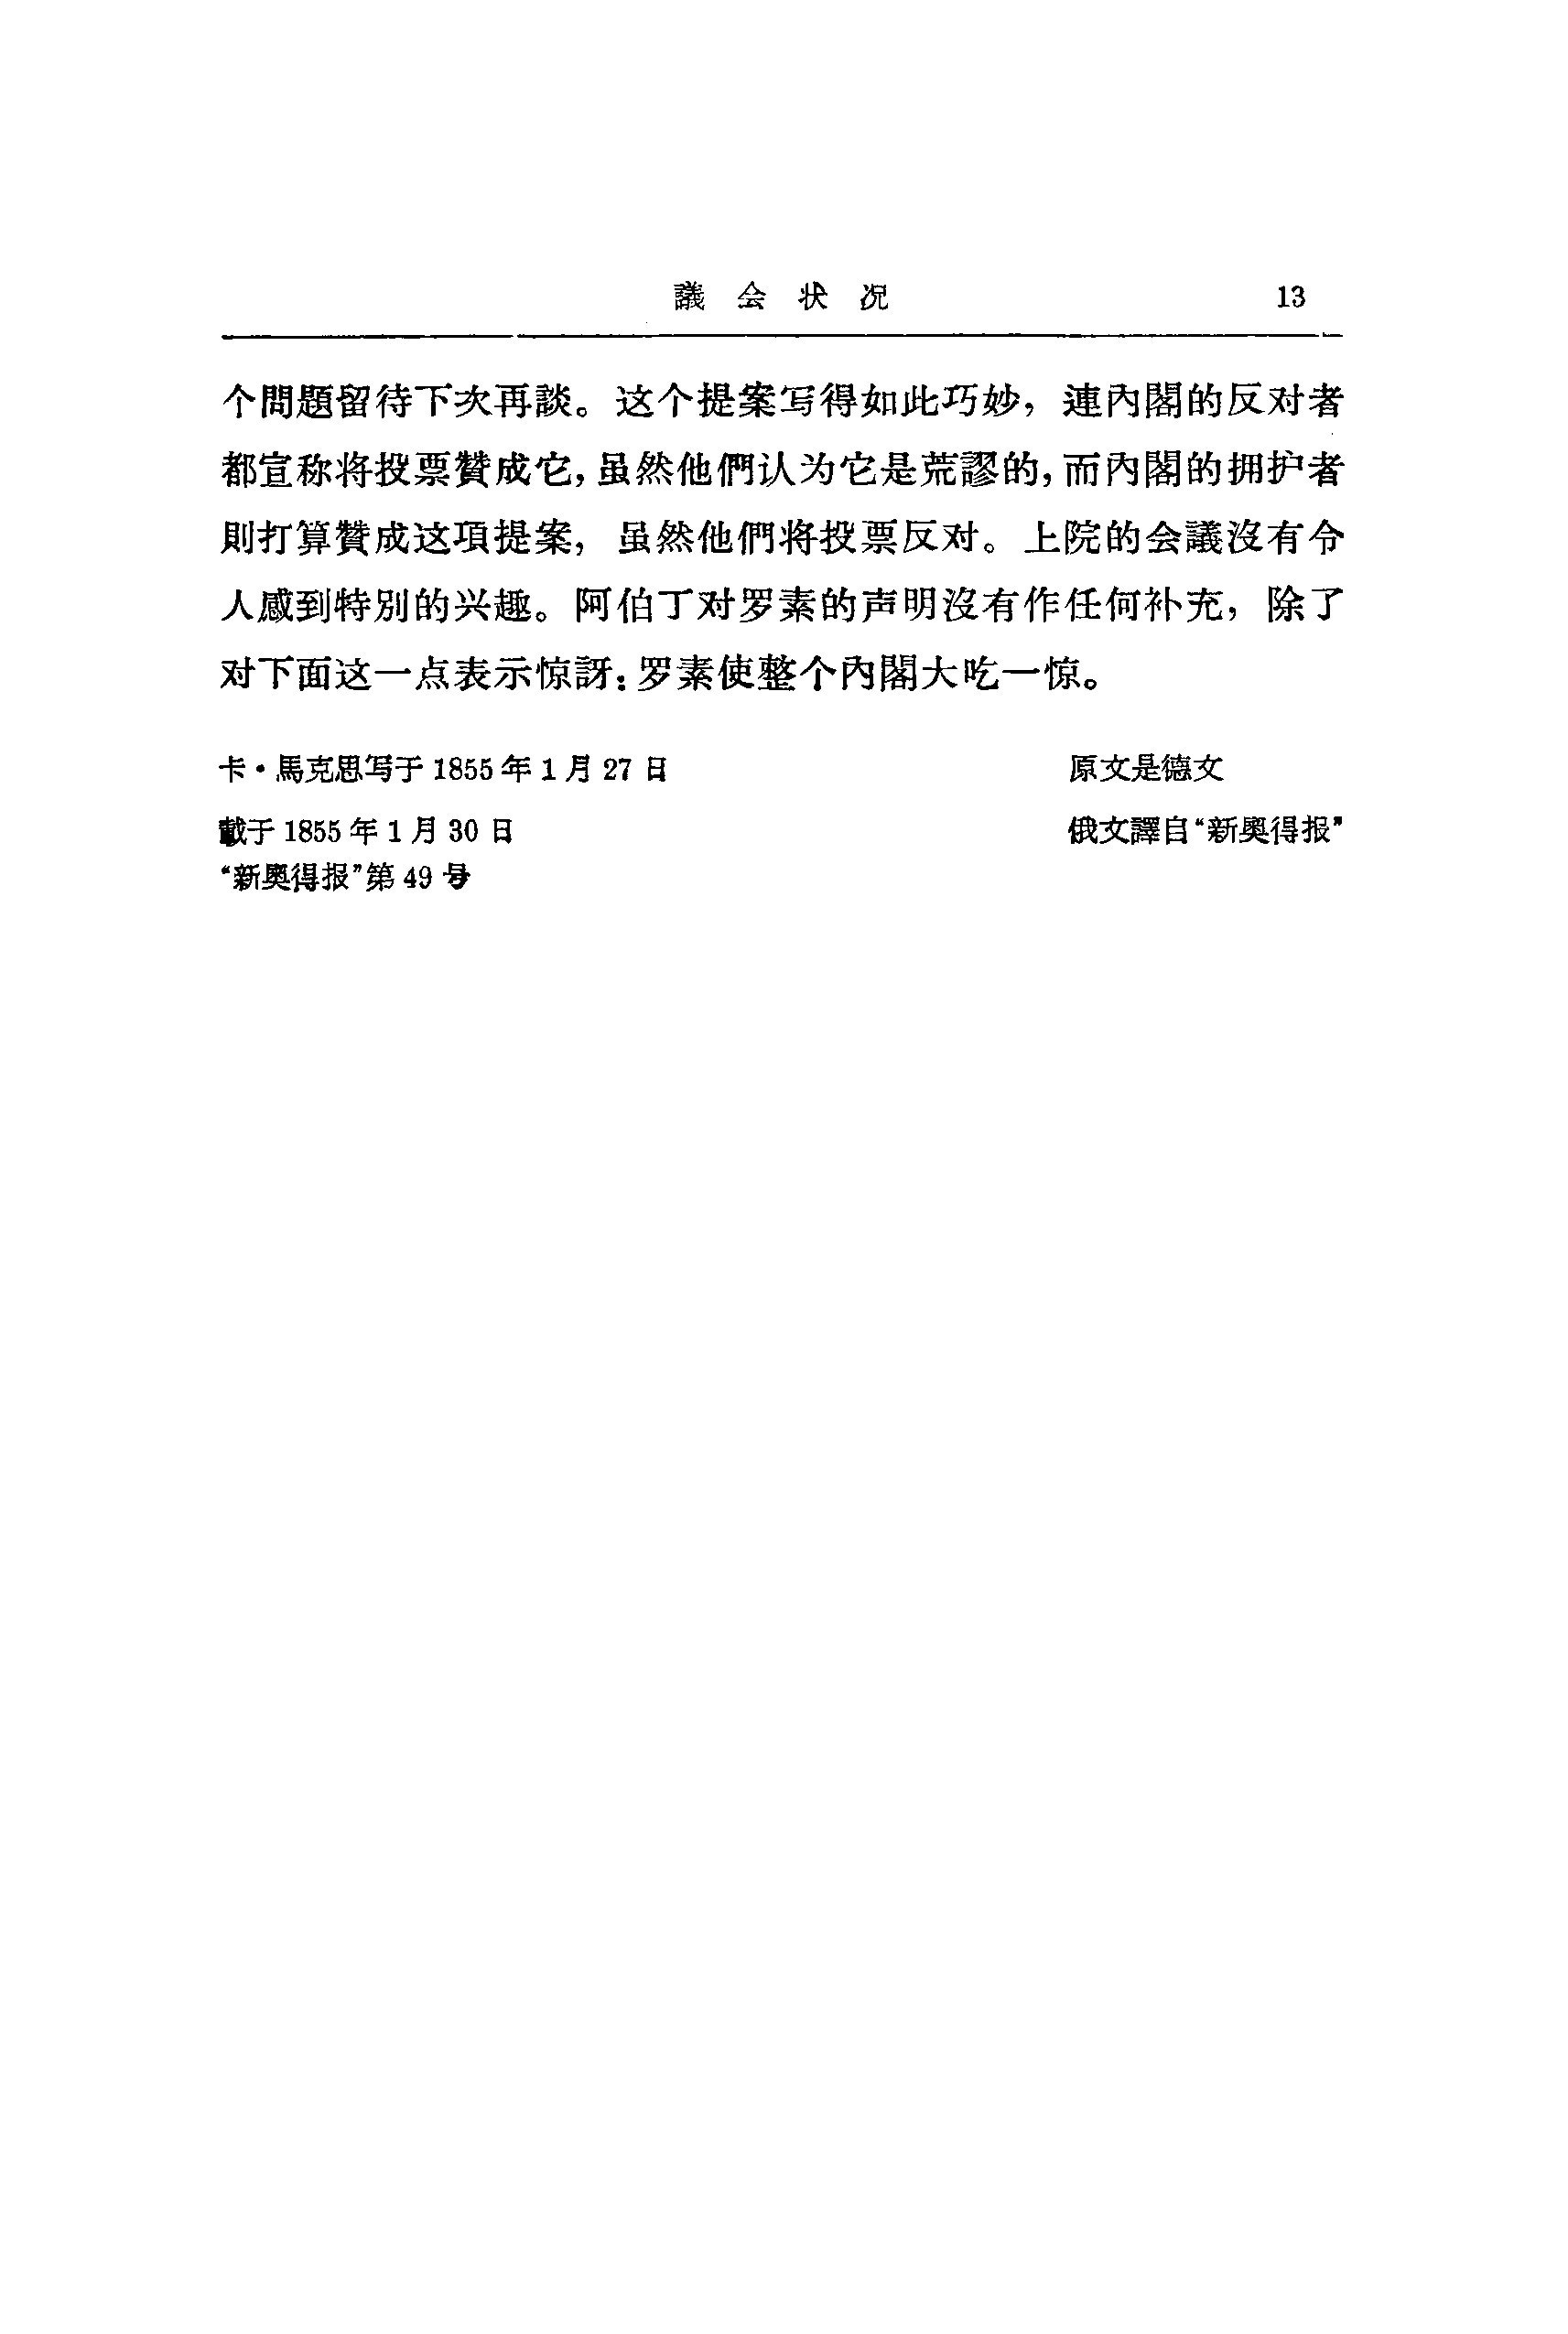 議会状况 13
个問題留待下次再談。这个提案写得如此巧妙，連內閣的反对者
都宣称将投票贊成它，虽然他們认为它是荒謬的，而內閣的拥护者
則打算贊成这項提案，虽然他們将投票反对。上院的会議沒有令
人感到特別的兴趣。阿伯丁对罗素的声明沒有作任何补充，除了
对下面这一点表示惊訝：罗素使整个內閣大吃一惊。
卡·馬克思写于1855年1月27日 原文是德文
載于1855年1月30日 俄文譯自“新奧得报”
“新奧得报”第49号